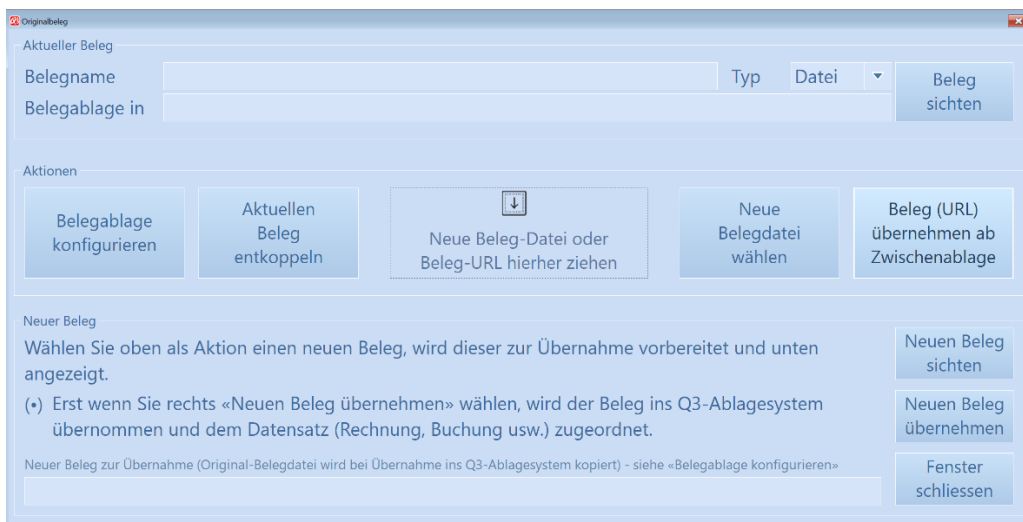 Originalbeleg
Aktueller Beleg
Belegname
Typ
Datei
Beleg
sichten
Belegablage in
Aktionen
Belegablage
konfigurieren
Aktuellen
Beleg
entkoppeln
Neue Beleg-Datei oder
Beleg-URL hierher ziehen
Neue
Belegdatei
wählen
Beleg (URL)
übernehmen ab
Zwischenablage
Neuer Beleg
Wählen Sie oben als Aktion einen neuen Beleg, wird dieser zur Übernahme vorbereitet und unten
angezeigt.
(•) Erst wenn Sie rechts «Neuen Beleg übernehmen» wählen, wird der Beleg ins Q3-Ablagesystem
übernommen und dem Datensatz (Rechnung, Buchung usw.) zugeordnet.
Neuer Beleg zur Übernahme (Original-Belegdatei wird bei Übernahme ins Q3-Ablagesystem kopiert) - siehe «Belegablage konfigurieren»
Neuen Beleg
sichten
Neuen Beleg
übernehmen
Fenster
schliessen